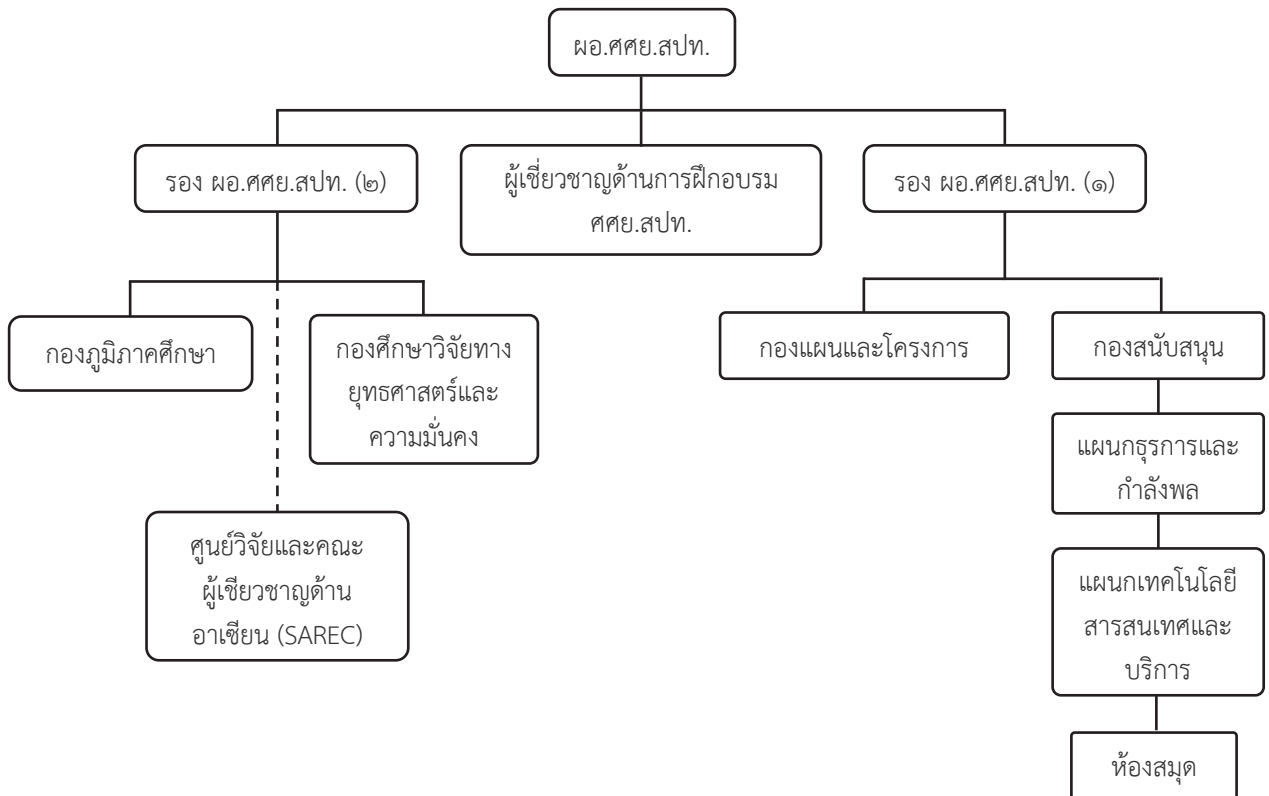 ผอ.ศศย.สปท.
รอง ผอ.ศศย.สปท. (๒)
ผู้เชี่ยวชาญด้านการฝึกอบรม
ศศย.สปท.
รอง ผอ.ศศย.สปท. (๑)
กองภูมิภาคศึกษา
กองศึกษาวิจัยทาง
ยุทธศาสตร์และ
ความมั่นคง
กองแผนและโครงการ
กองสนับสนุน
แผนกธุรการและ
กำลังพล
ศูนย์วิจัยและคณะ
ผู้เชียวชาญด้าน
อาเซียน (SAREC)
แผนกเทคโนโลยี
สารสนเทศและ
บริการ
ห้องสมุด